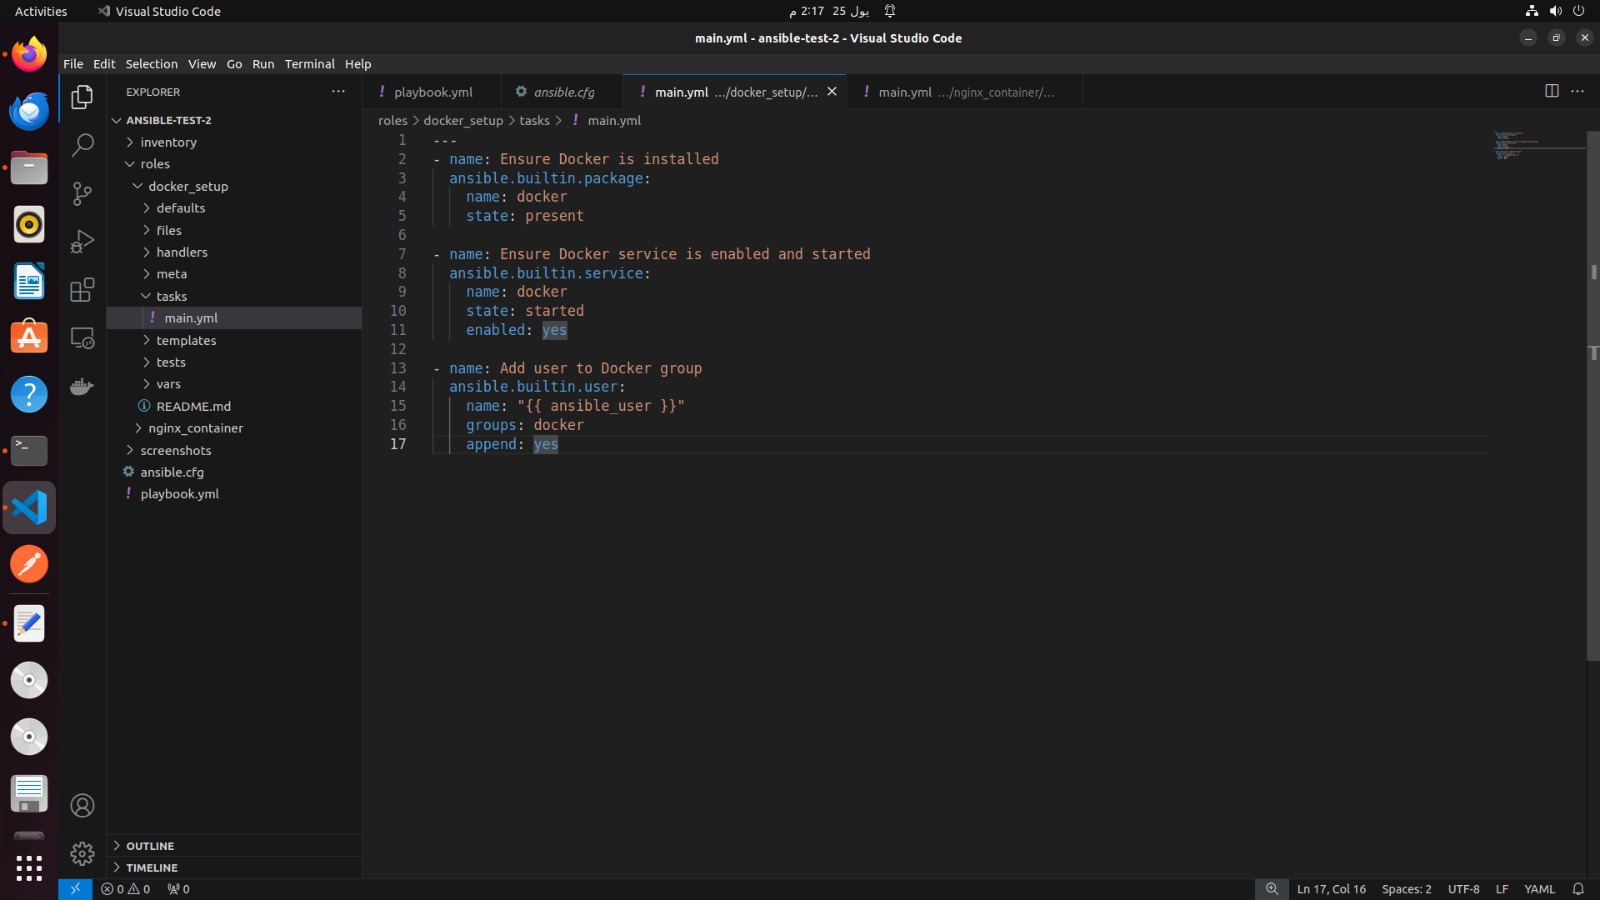 Activities
Visual Studio Code
يول 25 2:17 م
main.yml - ansible-test-2 - Visual Studio Code
File Edit Selection View Go Run Terminal Help
EXPLORER
playbook.yml
ansible.cfg
main.yml .../docker_setup/...
main.yml .../nginx_container/...
roles > docker_setup > tasks > ! main.yml
ANSIBLE-TEST-2
inventory
roles
docker_setup
defaults
files
handlers
meta
tasks
main.yml
templates
tests
vars
README.md
nginx_container
screenshots
ansible.cfg
playbook.yml
1 ---
2 - name: Ensure Docker is installed
3 ansible.builtin.package:
4 name: docker
5 state: present
6
7 - name: Ensure Docker service is enabled and started
8 ansible.builtin.service:
9 name: docker
10 state: started
11 enabled: yes
12
13 - name: Add user to Docker group
14 ansible.builtin.user:
15 name: "{{ ansible_user }}"
16 groups: docker
17 append: yes
OUTLINE
TIMELINE
0 0 0
Ln 17, Col 16 Spaces: 2 UTF-8 LF YAML